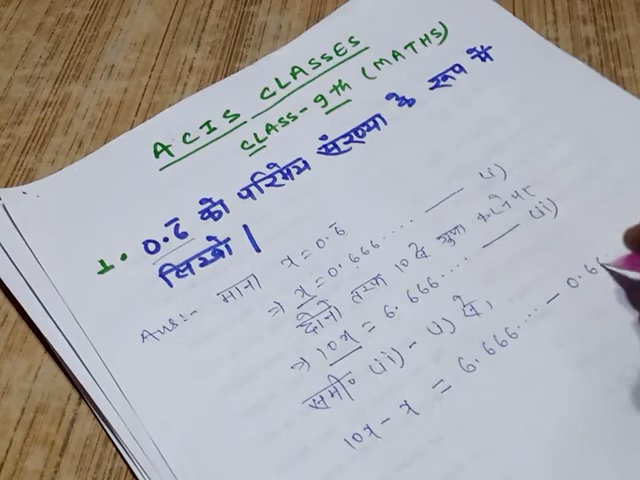 ACIS CLASSES
CLASS-9th (MATHS)
1. 0.6̅ को परिमेय संख्या के रूप में
लिखो |
Ans:- माना x = 0.6̅
⇒ x = 0.666.... — (i)
दोनों तरफ 10 से गुणा करने पर
⇒ 10x = 6.666.... — (ii)
समी० (ii) - (i) से,
10x - x = 6.666... - 0.66